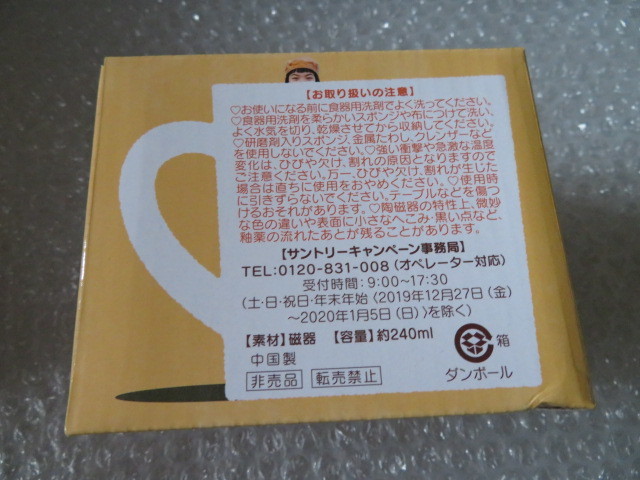 【お取り扱いの注意】
♡お使いになる前に食器用洗剤でよく洗ってください。
♡食器用洗剤を柔らかいスポンジや布につけて洗い、
よく水気を切り、乾燥させてから収納してください。
♡研磨剤入りスポンジ、金属たわし、クレンザーなど
を使用しないでください。♡強い衝撃や急激な温度
変化は、ひびや欠け、割れの原因となりますので
ご注意ください。万一、ひびや欠け、割れが生じた
場合は直ちに使用をおやめください。♡使用時
に引きずらないでください、テーブルなどを傷つ
けるおそれがあります。♡陶磁器の特性上、微妙
な色の違いや表面に小さなへこみ・黒い点など、
釉薬の流れたあとが残ることがあります。
【サントリーキャンペーン事務局】
TEL:0120-831-008(オペレーター対応)
受付時間:9:00~17:30
(土・日・祝日・年末年始〈2019年12月27日(金)
~2020年1月5日(日)〉を除く)
【素材】磁器 【容量】約240ml
中国製
非売品 転売禁止
箱
ダンボール